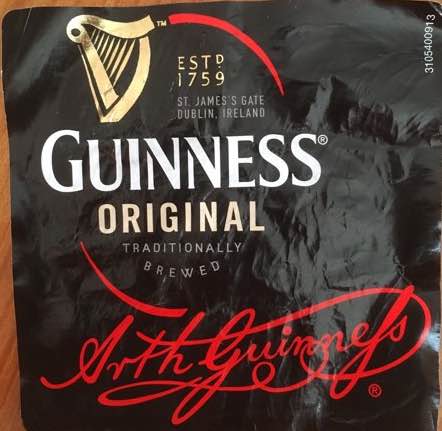 ™
ESTD
1759
ST. JAMES'S GATE
DUBLIN, IRELAND
GUINNESS®
ORIGINAL
TRADITIONALLY
BREWED
Arth Guinness
®
3105400913